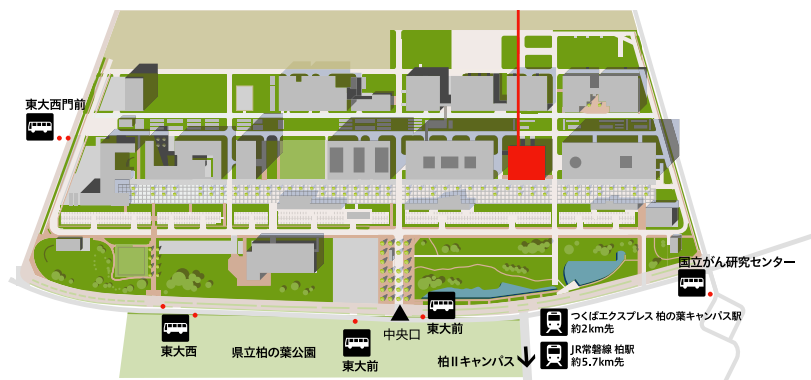 東大西門前
国立がん研究センター
つくばエクスプレス 柏の葉キャンパス駅
約2km先
中央口
東大前
東大西
県立柏の葉公園
東大前
柏Ⅱキャンパス
JR常磐線 柏駅
約5.7km先